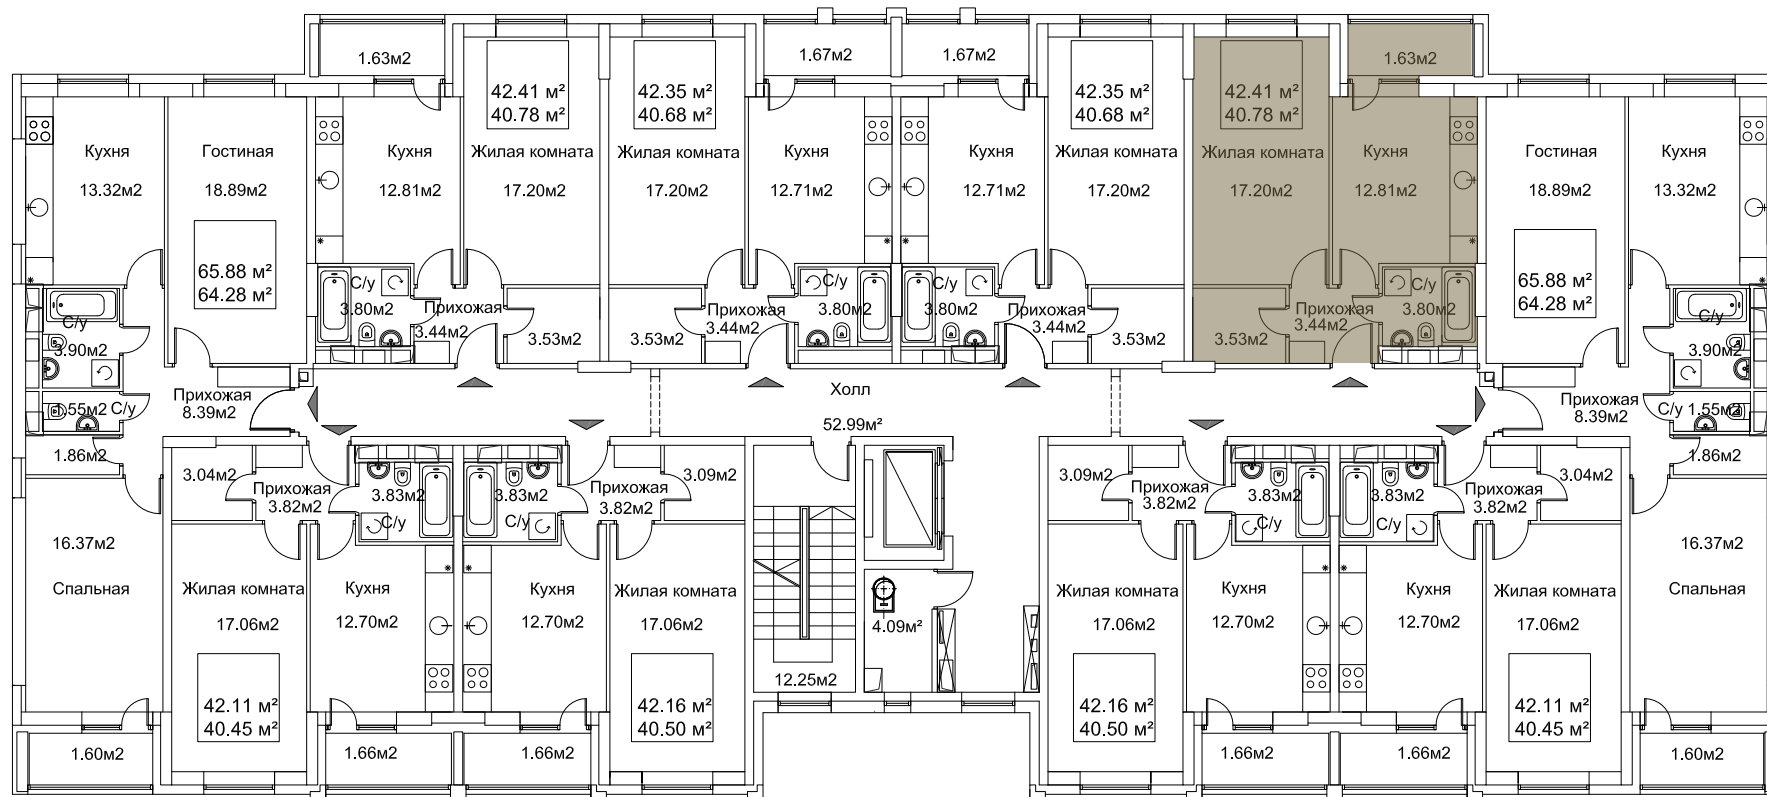 1.63м2
1.67м2
1.67м2
1.63м2
42.41 м²
40.78 м²
42.35 м²
40.68 м²
42.35 м²
40.68 м²
42.41 м²
40.78 м²
Кухня
13.32м2
Гостиная
18.89м2
Кухня
12.81м2
Жилая комната
17.20м2
Жилая комната
17.20м2
Кухня
12.71м2
Кухня
12.71м2
Жилая комната
17.20м2
Жилая комната
17.20м2
Кухня
12.81м2
Гостиная
18.89м2
Кухня
13.32м2
65.88 м²
64.28 м²
65.88 м²
64.28 м²
С/у
3.90м2
С/у
3.80м2
Прихожая
3.44м2
3.53м2
3.53м2
Прихожая
3.44м2
С/у
3.80м2
С/у
3.80м2
Прихожая
3.44м2
3.53м2
3.53м2
Прихожая
3.44м2
С/у
3.80м2
С/у
3.90м2
1.55м2 С/у
Прихожая
8.39м2
Холл
52.99м²
Прихожая
8.39м2
С/у 1.55м2
1.86м2
3.04м2
Прихожая
3.82м2
3.83м2
С/у
3.83м2
С/у
Прихожая
3.82м2
3.09м2
3.09м2
Прихожая
3.82м2
3.83м2
С/у
3.83м2
С/у
Прихожая
3.82м2
3.04м2
1.86м2
16.37м2
Спальная
Жилая комната
17.06м2
Кухня
12.70м2
Кухня
12.70м2
Жилая комната
17.06м2
4.09м²
12.25м2
Жилая комната
17.06м2
Кухня
12.70м2
Кухня
12.70м2
Жилая комната
17.06м2
16.37м2
Спальная
42.11 м²
40.45 м²
42.16 м²
40.50 м²
42.16 м²
40.50 м²
42.11 м²
40.45 м²
1.60м2
1.66м2
1.66м2
1.66м2
1.66м2
1.60м2